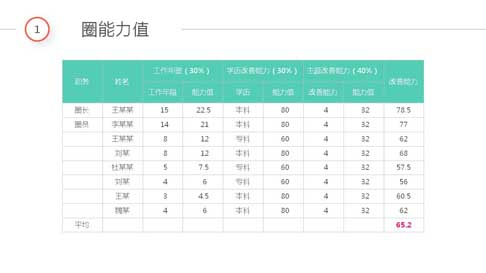 1 圈能力值
职务 姓名 工作年资（30%） 学历改善能力（30%） 主题改善能力（40%） 改善能力
工作年资 能力值 学历 能力值 改善能力 能力值
圈长 王某某 15 22.5 本科 80 4 32 78.5
圈员 李某某 14 21 本科 80 4 32 77
王某某 8 12 专科 60 4 32 62
刘某 8 12 本科 80 4 32 68
杜某某 5 7.5 专科 60 4 32 57.5
刘某 4 6 专科 60 4 32 56
王某 3 4.5 本科 80 4 32 60.5
魏某 4 6 本科 80 4 32 62
平均 65.2